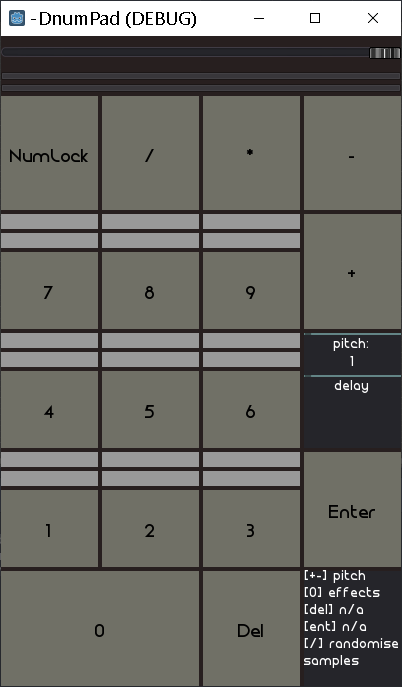 -DnumPad (DEBUG)
NumLock / * -
7 8 9 +
pitch:
1
delay
4 5 6
1 2 3 Enter
0 Del
[+-] pitch
[0] effects
[del] n/a
[ent] n/a
[/] randomise
samples